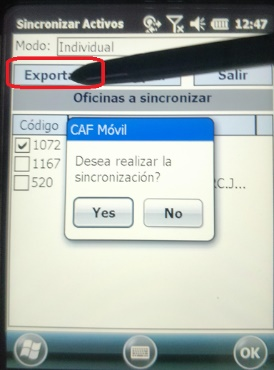 Sincronizar Activos 12:47
Modo: Individual
Exporta Salir
Oficinas a sincronizar
Código
CAF Móvil
1072
Desea realizar la
1167
sincronización?
520
Yes No
OK